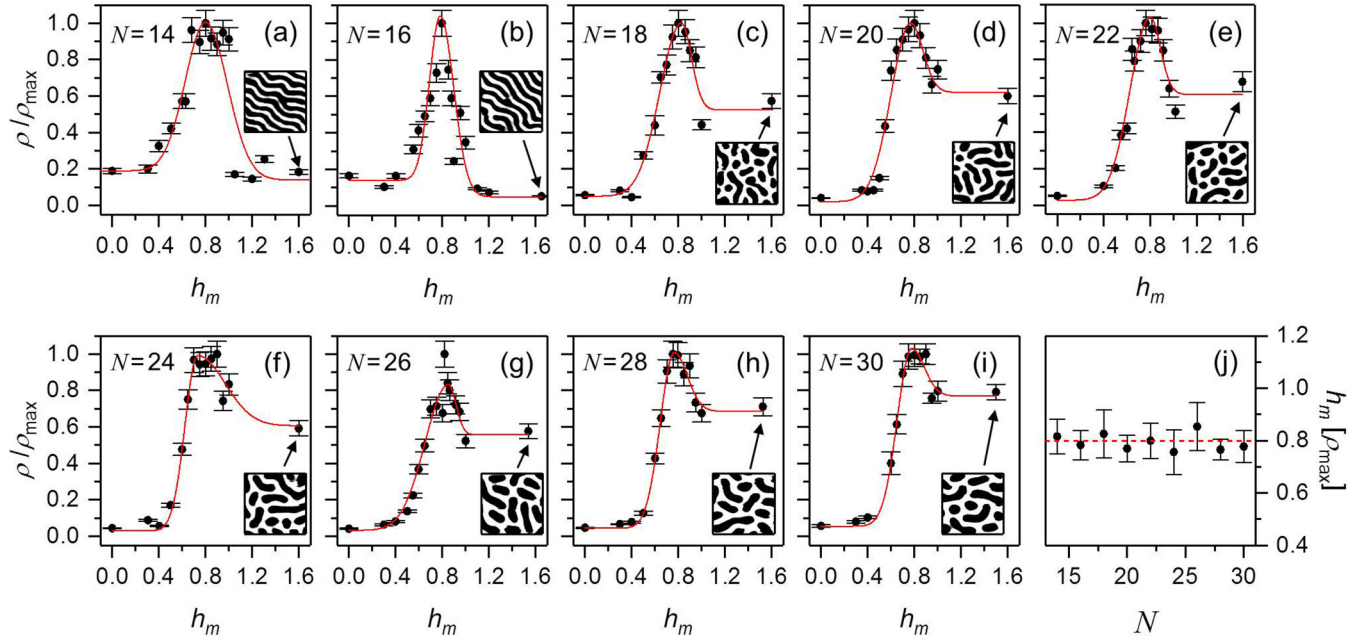 N=14 (a)
N=16 (b)
N=18 (c)
N=20 (d)
N=22 (e)
ρ/ρmax
1.0
0.8
0.6
0.4
0.2
0.0
0.0 0.4 0.8 1.2 1.6
0.0 0.4 0.8 1.2 1.6
0.0 0.4 0.8 1.2 1.6
0.0 0.4 0.8 1.2 1.6
0.0 0.4 0.8 1.2 1.6
hm hm hm hm hm
N=24 (f)
N=26 (g)
N=28 (h)
N=30 (i)
(j)
ρ/ρmax
1.0
0.8
0.6
0.4
0.2
0.0
1.2
1.0
0.8
0.6
0.4
hm [ρmax]
0.0 0.4 0.8 1.2 1.6
0.0 0.4 0.8 1.2 1.6
0.0 0.4 0.8 1.2 1.6
0.0 0.4 0.8 1.2 1.6
15 20 25 30
hm hm hm hm N